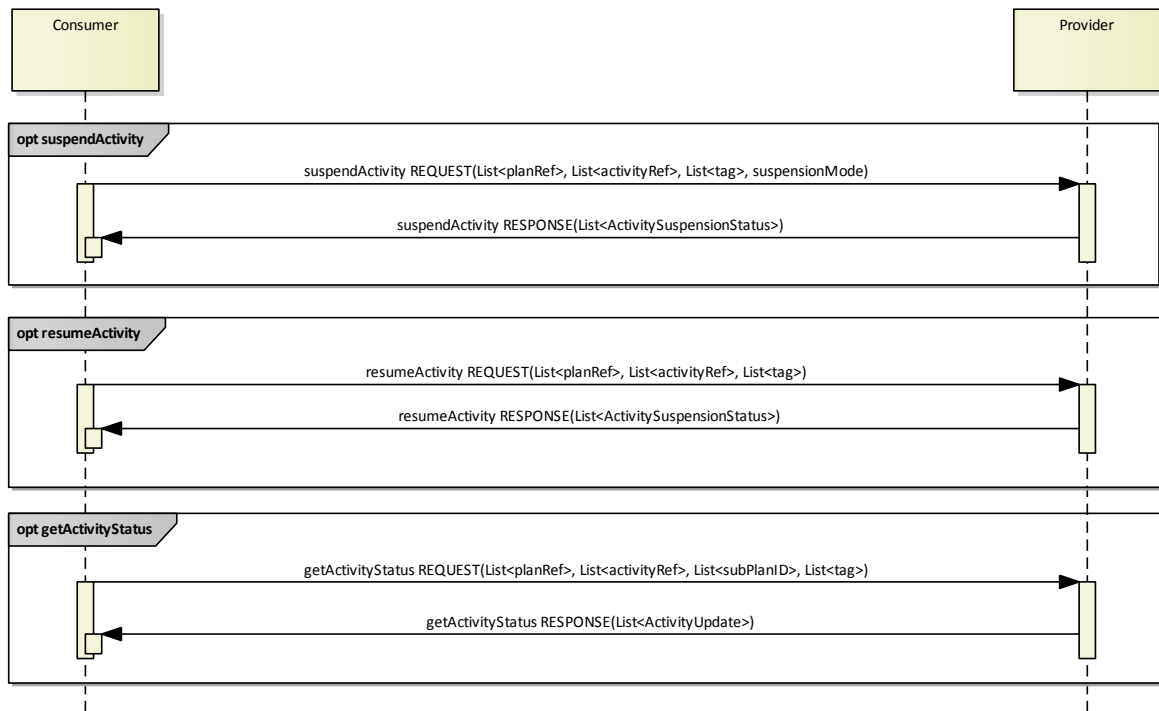 Consumer
Provider
opt suspendActivity
suspendActivity REQUEST(List<planRef>, List<activityRef>, List<tag>, suspensionMode)
suspendActivity RESPONSE(List<ActivitySuspensionStatus>)
opt resumeActivity
resumeActivity REQUEST(List<planRef>, List<activityRef>, List<tag>)
resumeActivity RESPONSE(List<ActivitySuspensionStatus>)
opt getActivityStatus
getActivityStatus REQUEST(List<planRef>, List<activityRef>, List<subPlanID>, List<tag>)
getActivityStatus RESPONSE(List<ActivityUpdate>)